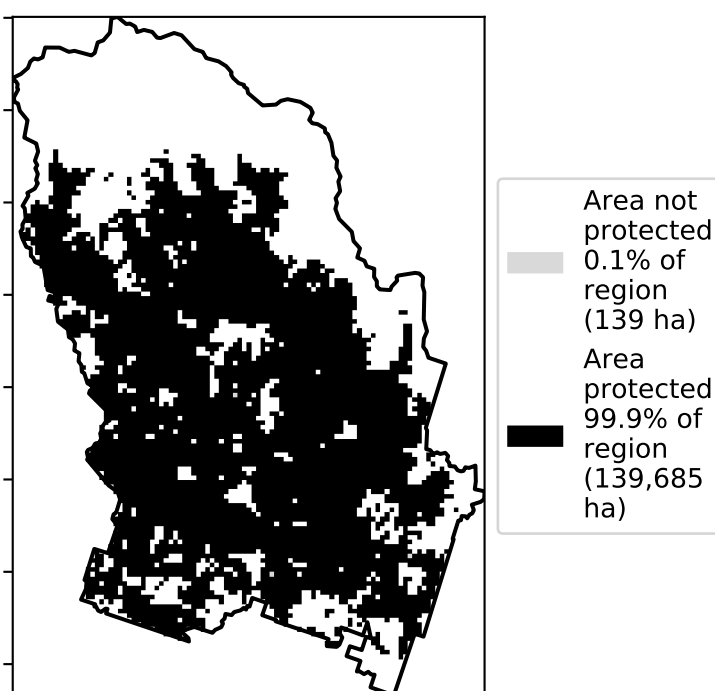 Area not
protected
0.1% of
region
(139 ha)
Area
protected
99.9% of
region
(139,685
ha)